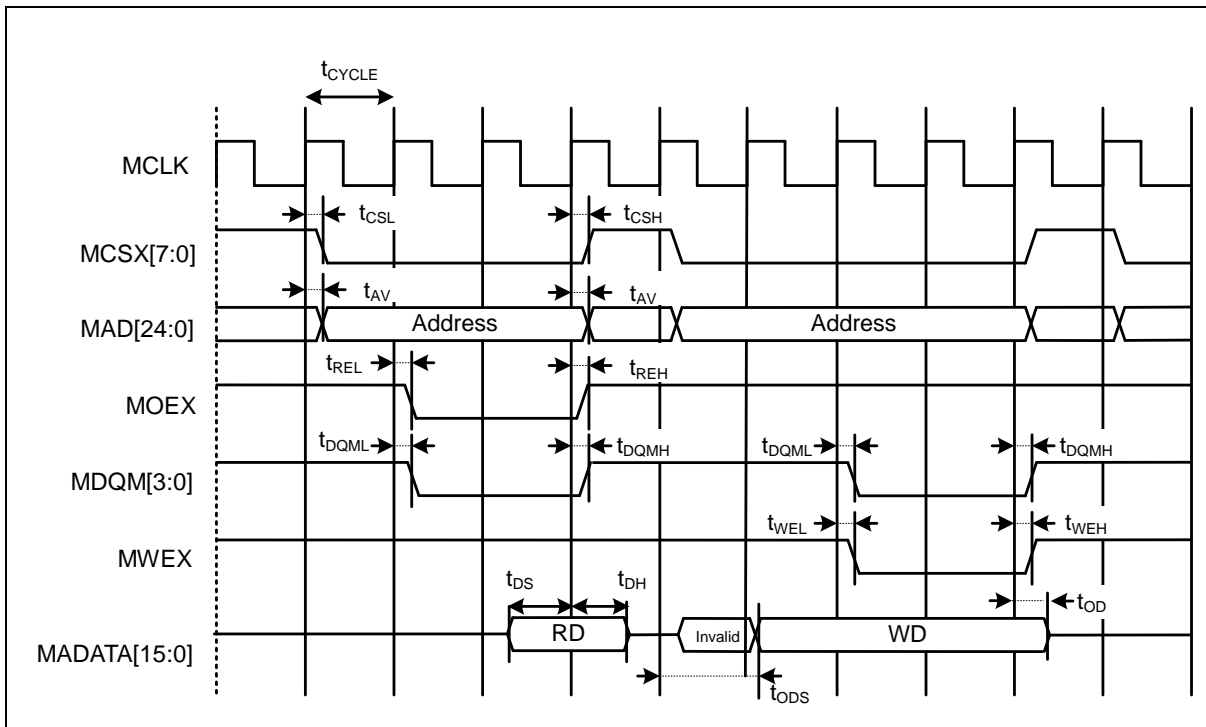 tCYCLE
MCLK
tCSL tCSH
MCSX[7:0]
tAV tAV
MAD[24:0] Address Address
tREL tREH
MOEX
tDQML tDQMH tDQML tDQMH
MDQM[3:0]
tWEL tWEH
MWEX
tDS tDH
tOD
MADATA[15:0] RD Invalid WD
tODS